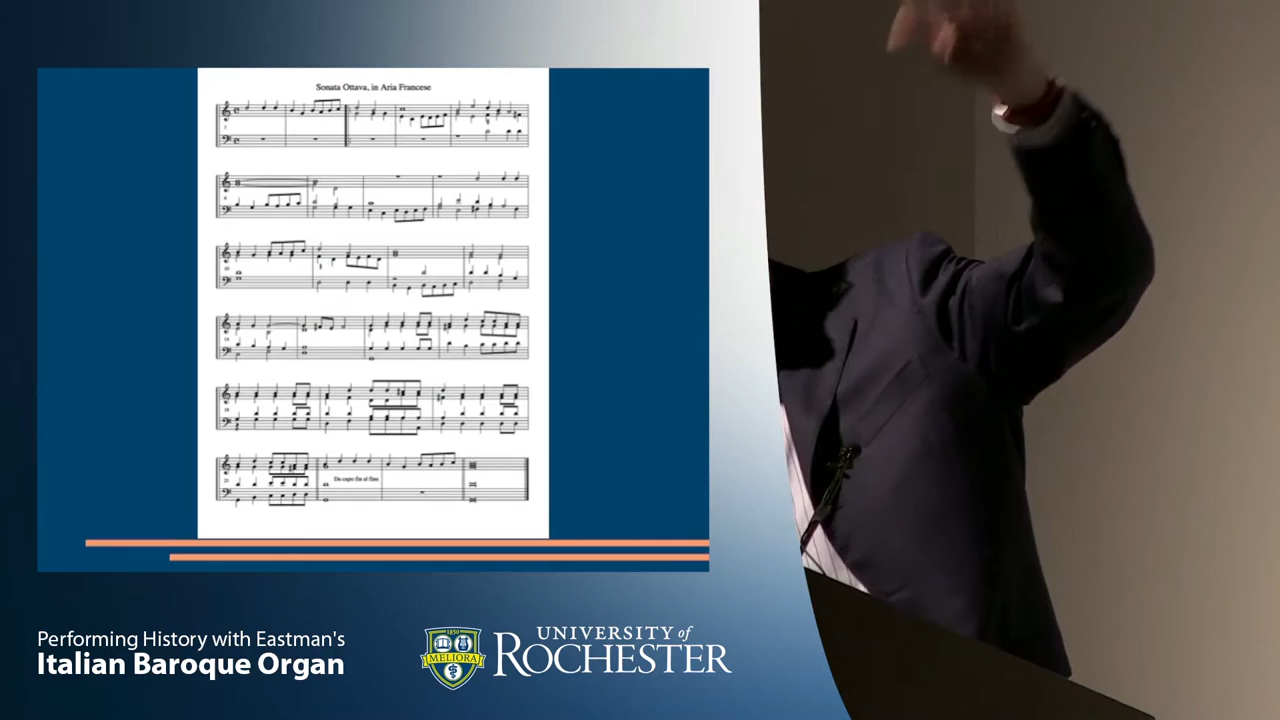 Sonata Ottava, in Aria Francese
Da capo fin al fine
Performing History with Eastman's
Italian Baroque Organ
1850
MELIORA
UNIVERSITY of
ROCHESTER